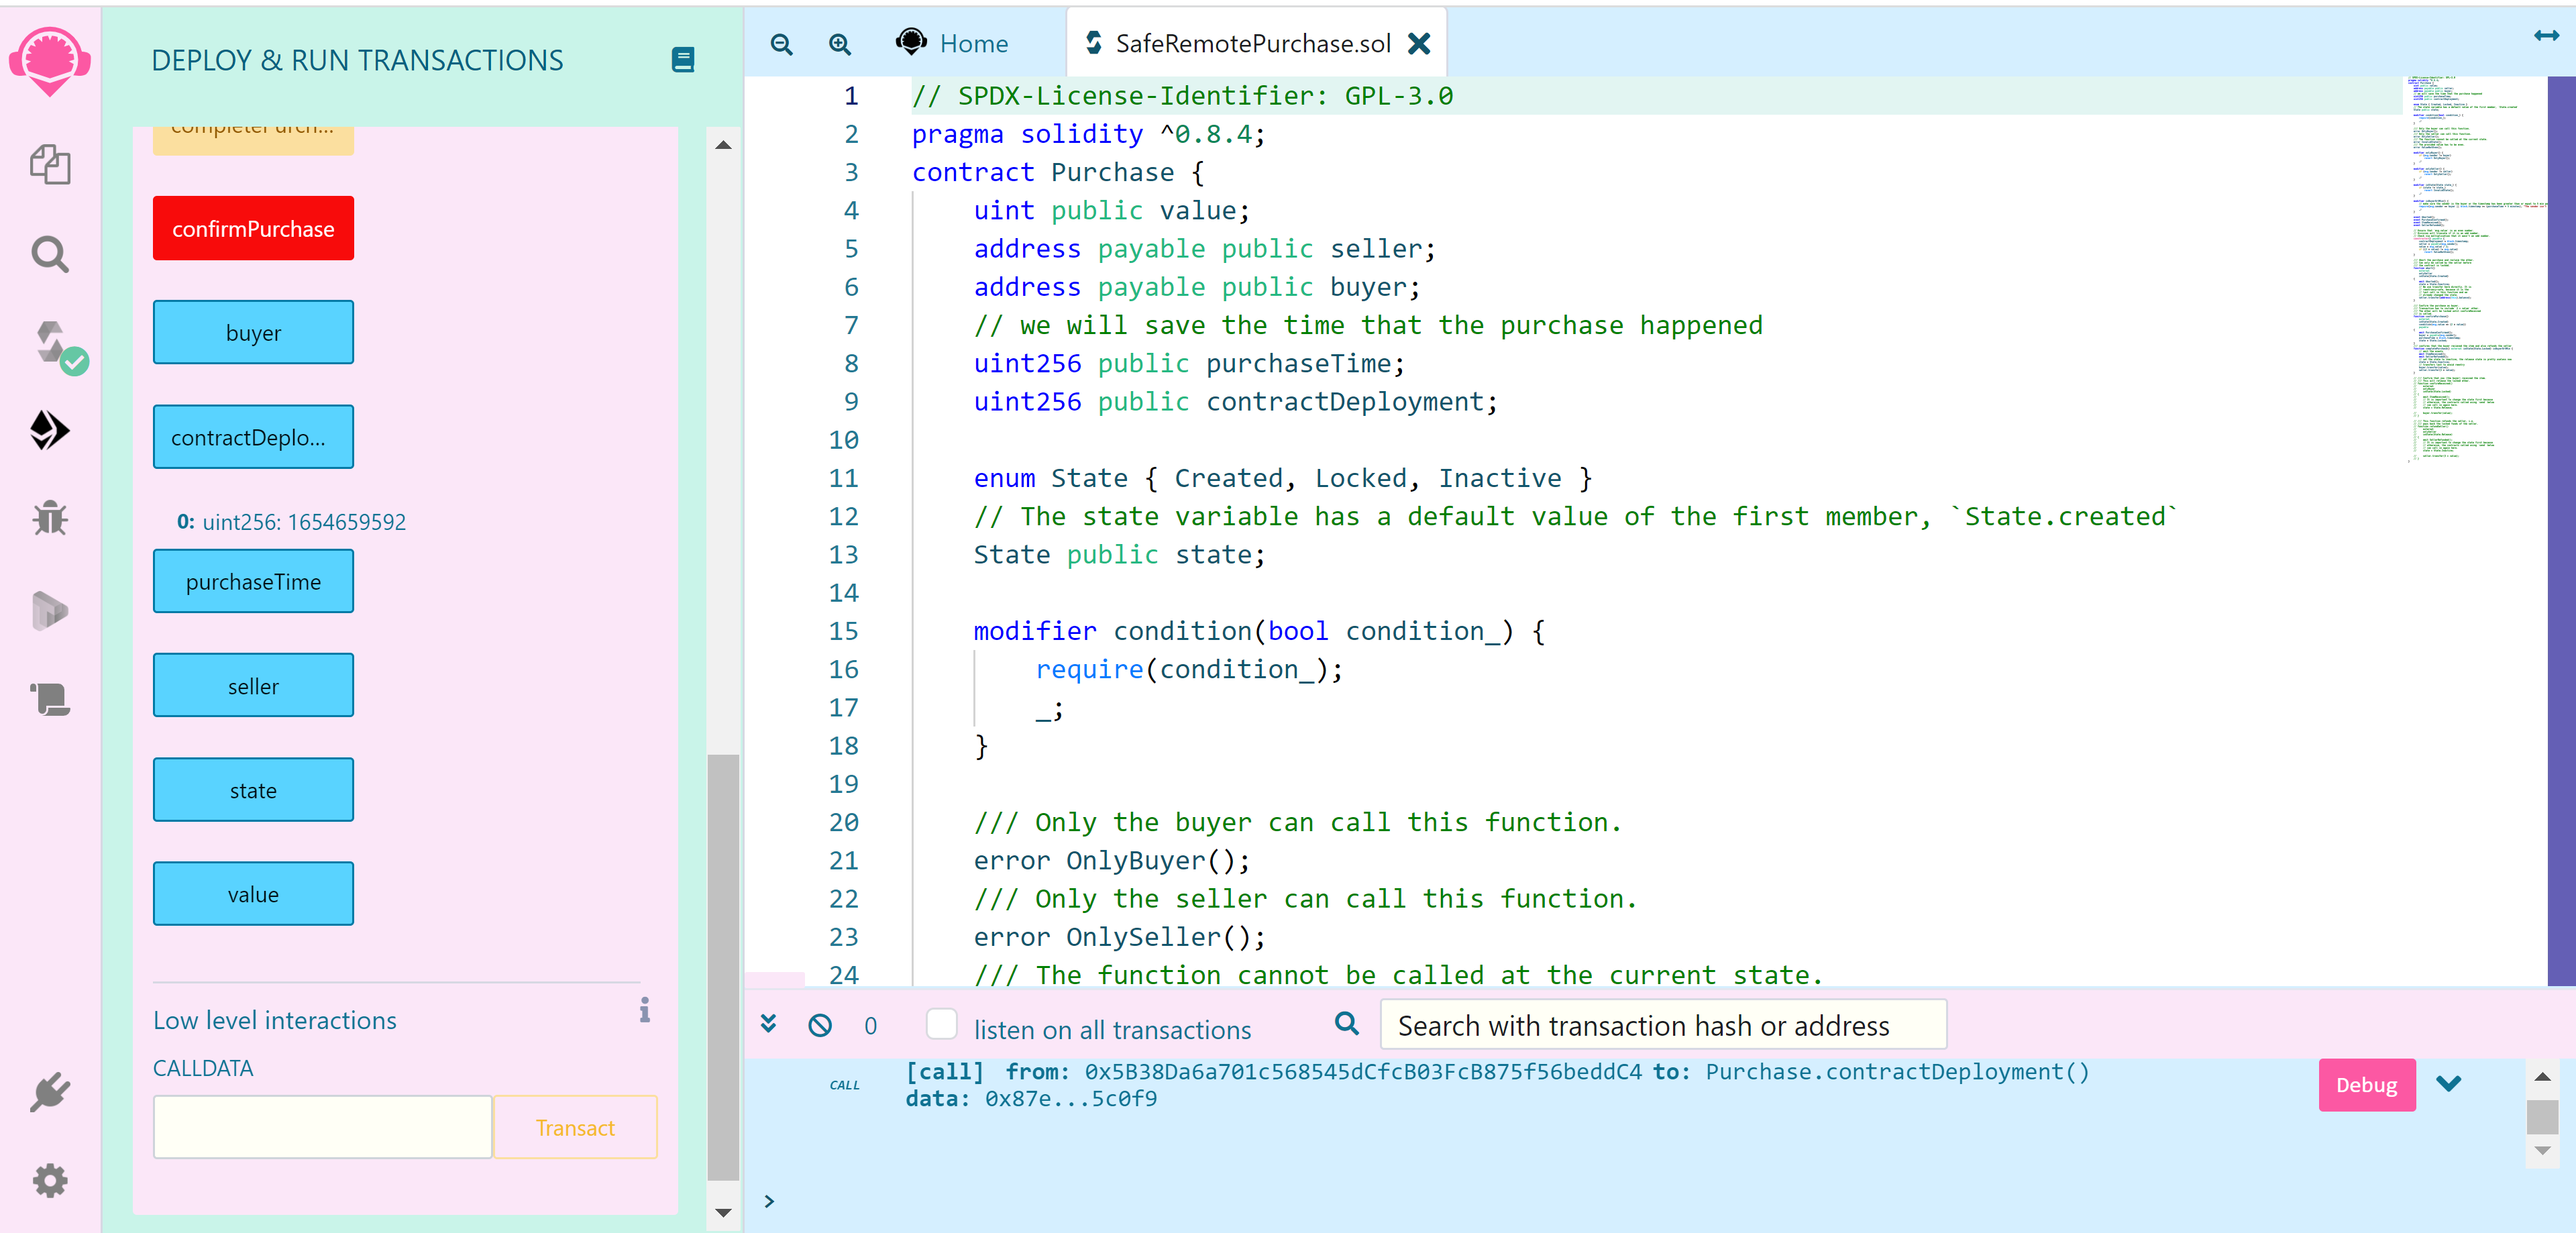 DEPLOY & RUN TRANSACTIONS
confirmPurchase
buyer
contractDeplo...
0: uint256: 1654659592
purchaseTime
seller
state
value
Low level interactions
CALLDATA
Transact
Home
SafeRemotePurchase.sol
1 // SPDX-License-Identifier: GPL-3.0
2 pragma solidity ^0.8.4;
3 contract Purchase {
4 uint public value;
5 address payable public seller;
6 address payable public buyer;
7 // we will save the time that the purchase happened
8 uint256 public purchaseTime;
9 uint256 public contractDeployment;
10
11 enum State { Created, Locked, Inactive }
12 // The state variable has a default value of the first member, `State.created`
13 State public state;
14
15 modifier condition(bool condition_) {
16 require(condition_);
17 _;
18 }
19
20 /// Only the buyer can call this function.
21 error OnlyBuyer();
22 /// Only the seller can call this function.
23 error OnlySeller();
24 /// The function cannot be called at the current state.
0 listen on all transactions
Search with transaction hash or address
CALL [call] from: 0x5B38Da6a701c568545dCfcB03FcB875f56beddC4 to: Purchase.contractDeployment()
data: 0x87e...5c0f9
Debug
>